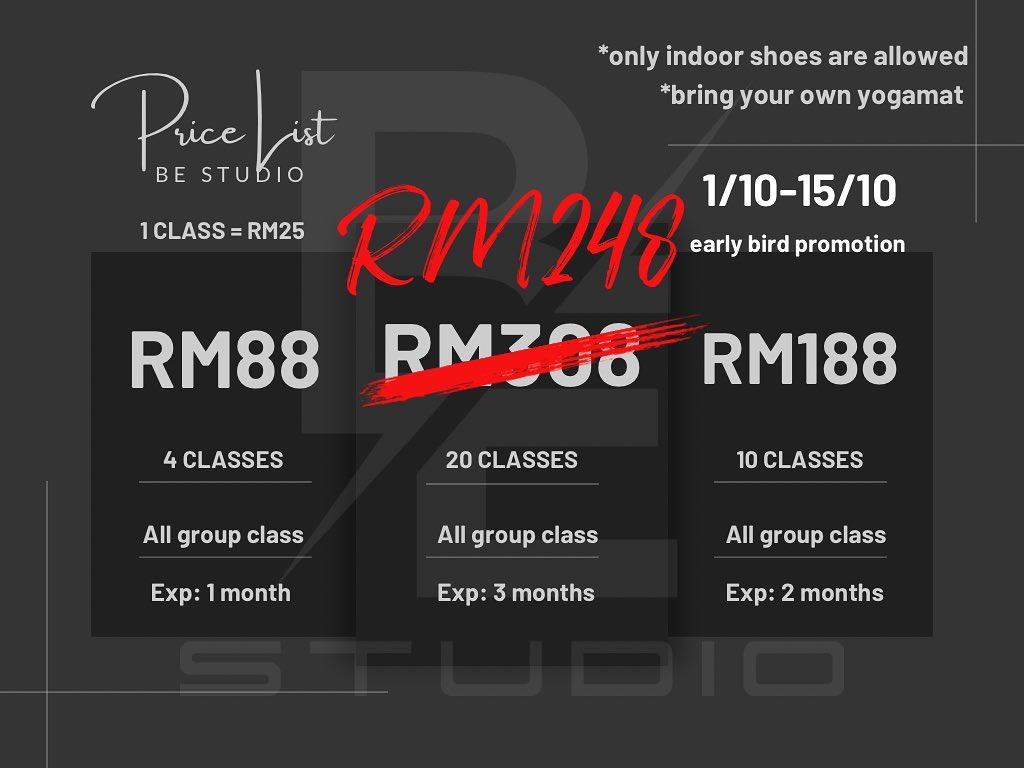 *only indoor shoes are allowed
*bring your own yogamat
Price List
BE STUDIO
1 CLASS = RM25
RM248
1/10-15/10
early bird promotion
RM88
4 CLASSES
All group class
Exp: 1 month
RM308
20 CLASSES
All group class
Exp: 3 months
RM188
10 CLASSES
All group class
Exp: 2 months
BE
STUDIO